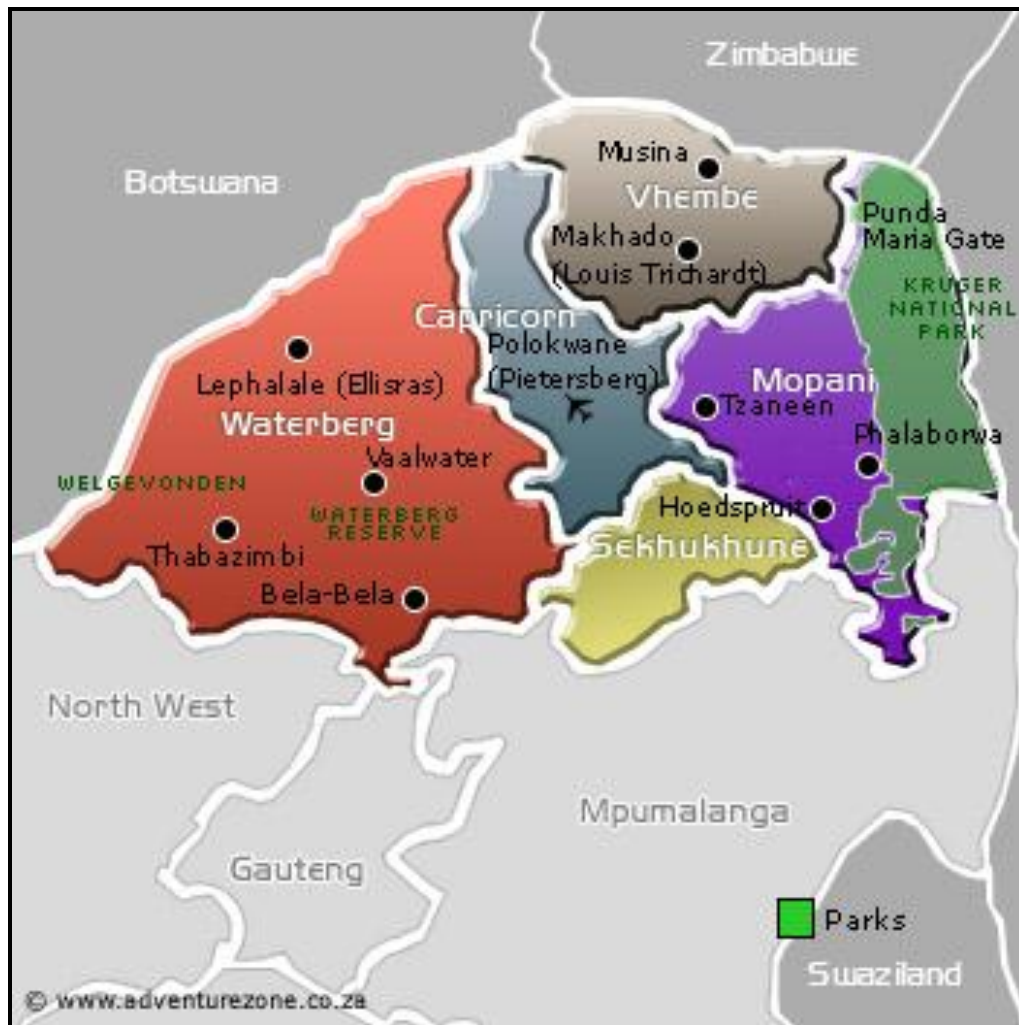 Zimbabwe
Musina
Botswana
Vhembe
Punda
Maria Gate
Makhado
(Louis Trichardt)
KRUGER
NATIONAL
PARK
Capricorn
Polokwane
(Pietersberg)
Lephalale (Ellisras)
Mopani
Tzaneen
Waterberg
Phalaborwa
Vaalwater
WELGEVONDEN
Hoedspruit
WATERBERG
RESERVE
Thabazimbi
Sekhukhune
Bela-Bela
North West
Mpumalanga
Gauteng
Parks
Swaziland
© www.adventurezone.co.za